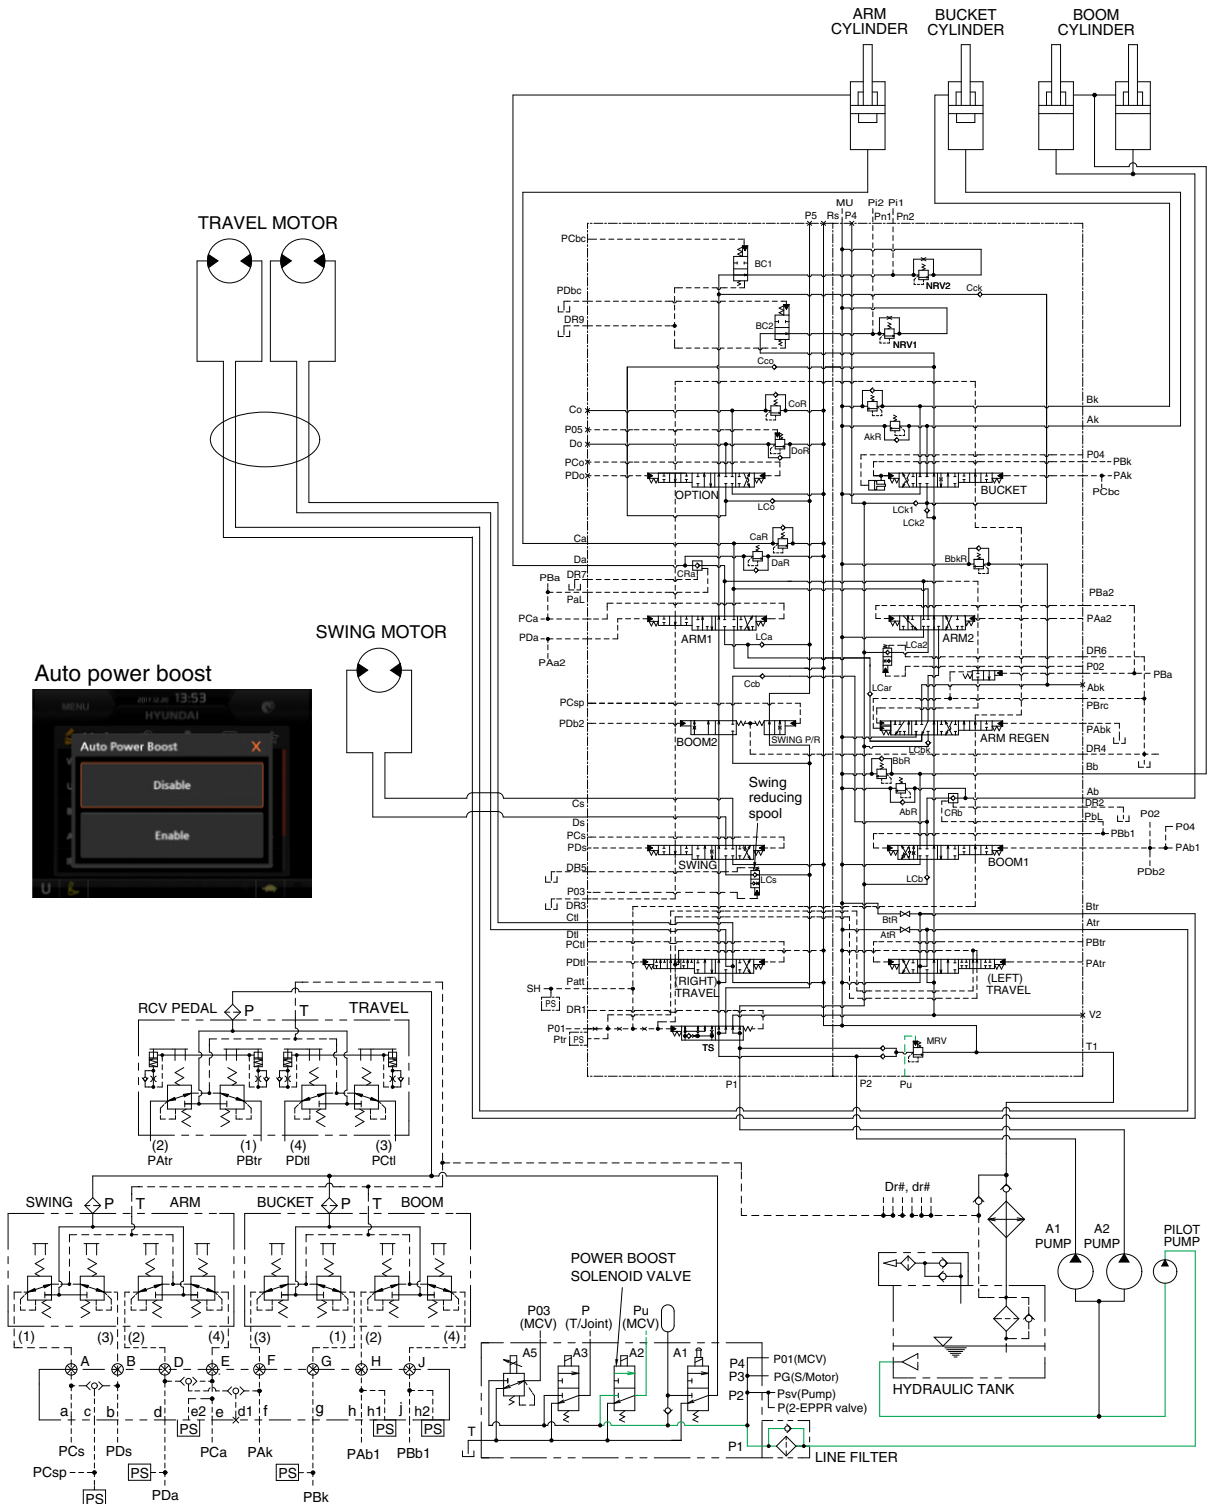 ARM
CYLINDER
BUCKET
CYLINDER
BOOM
CYLINDER
TRAVEL MOTOR
MU
Pi2 Pi1
P5 Rs P4 Pn1 Pn2
PCbc
BC1
NRV2
PDbc
Cck
DR9
BC2
NRV1
Cco
Co
CoR
Bk
Ak
P05
Do
DoR
AkR
P04
PCo
PBk
PDo
PAk
OPTION
BUCKET
PCbc
LCo
LCk1
LCk2
Ca
CaR
BbkR
Da
DaR
CRa
PBa
DR7
PaL
PBa2
PCa
PAa2
ARM1
ARM2
PDa
LCa
LCa2
DR6
PAa2
Ccb
P02
PBa
LCar
Abk
PCsp
PBrc
PDb2
PAbk
BOOM2
SWING P/R
ARM REGEN
LCbk
DR4
BbR
Bb
SWING MOTOR
Auto power boost
MENU
2017.12.20 13:53
HYUNDAI
Auto Power Boost X
Disable
Enable
U
Swing
reducing
spool
AbR
CRb
Ab
DR2
PbL
P02
Cs
Ds
PCs
PBb1
P04
PDs
PAb1
SWING
BOOM1
PDb2
DR5
LCs
LCb
P03
DR3
Ctl
BtR
Btr
AtR
Atr
Dtl
PCtl
PBtr
PDtl
PAtr
(RIGHT)
TRAVEL
(LEFT)
TRAVEL
Patt
SH
PS
DR1
P01
Ptr PS
TS
V2
MRV
T1
P1
P2
Pu
RCV PEDAL P T TRAVEL
(2) (1) (4) (3)
PAtr PBtr PDtl PCtl
SWING P T ARM
BUCKET P T BOOM
(1) (3) (2) (4) (3) (1) (2) (4)
A B D E F G H J
a c b d e2 e d1 f g h h1 j h2
PS PS PS
PCs PDs PCa PAk PAb1 PBb1
PCsp
PS
PS
PDa
PS
PBk
Dr#, dr#
A1
PUMP
A2
PUMP
PILOT
PUMP
HYDRAULIC TANK
POWER BOOST
SOLENOID VALVE
P03
(MCV)
P
(T/Joint)
Pu
(MCV)
A5 A3 A2 A1
P4
P3
P2
P01(MCV)
PG(S/Motor)
Psv(Pump)
P(2-EPPR valve)
T
P1
LINE FILTER